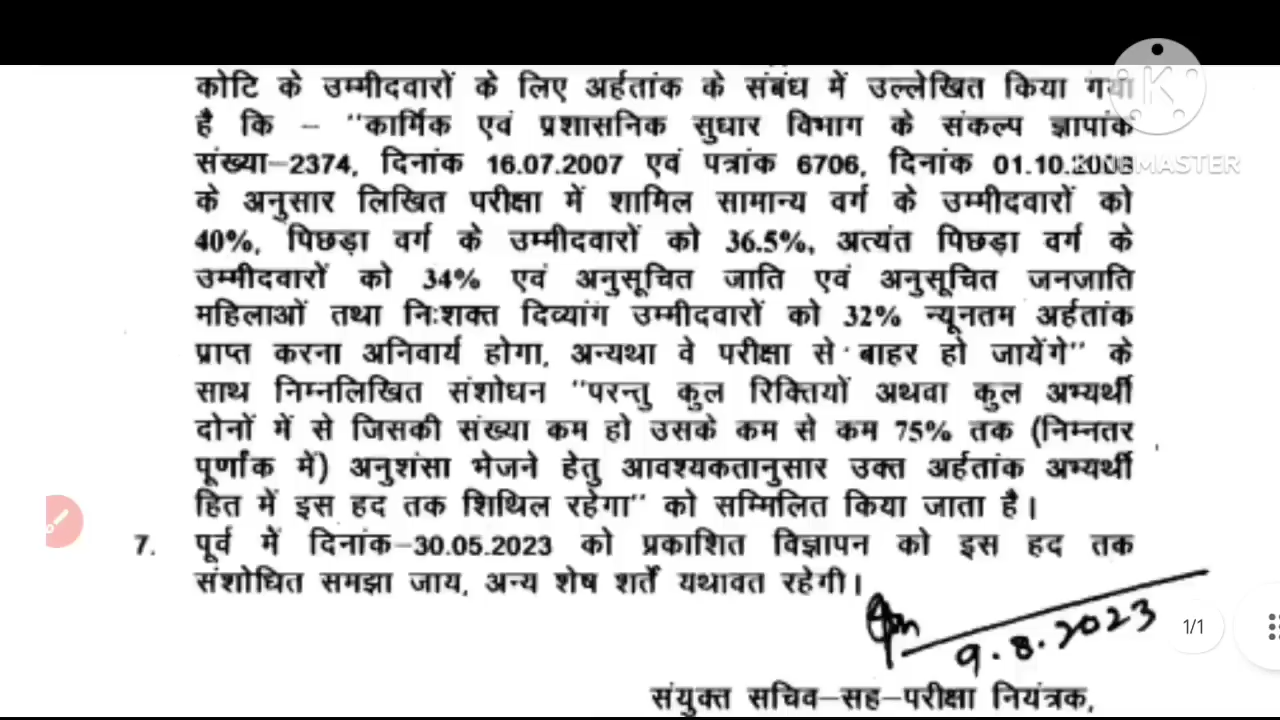 कोटि के उम्मीदवारों के लिए अर्हतांक के संबंध में उल्लेखित किया गया
है कि – "कार्मिक एवं प्रशासनिक सुधार विभाग के संकल्प ज्ञापांक
संख्या–2374, दिनांक 16.07.2007 एवं पत्रांक 6706, दिनांक
के अनुसार लिखित परीक्षा में शामिल सामान्य वर्ग के उम्मीदवारों को
40%, पिछड़ा वर्ग के उम्मीदवारों को 36.5%, अत्यंत पिछड़ा वर्ग के
उम्मीदवारों को 34% एवं अनुसूचित जाति एवं अनुसूचित जनजाति
महिलाओं तथा निःशक्त दिव्यांग उम्मीदवारों को 32% न्यूनतम अर्हतांक
प्राप्त करना अनिवार्य होगा, अन्यथा वे परीक्षा से बाहर हो जायेंगे" के
साथ निम्नलिखित संशोधन "परन्तु कुल रिक्तियों अथवा कुल अभ्यर्थी
दोनों में से जिसकी संख्या कम हो उसके कम से कम 75% तक (निम्नतर
पूर्णांक में) अनुशंसा भेजने हेतु आवश्यकतानुसार उक्त अर्हतांक अभ्यर्थी
हित में इस हद तक शिथिल रहेगा" को सम्मिलित किया जाता है।
7. पूर्व में दिनांक–30.05.2023 को प्रकाशित विज्ञापन को इस हद तक
संशोधित समझा जाय, अन्य शेष शर्तें यथावत रहेगी।
9.8.2023
1/1
संयुक्त सचिव–सह–परीक्षा नियंत्रक,
KINEMASTER